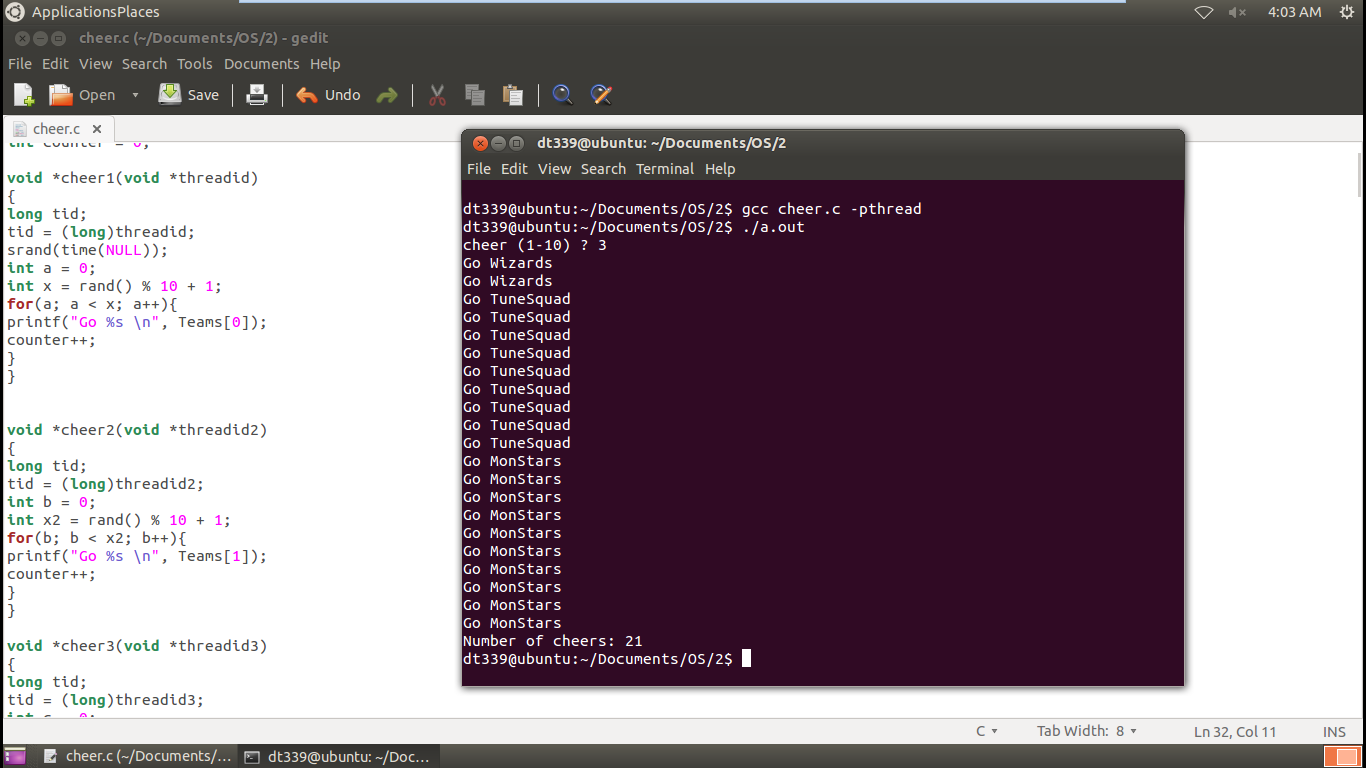 ApplicationsPlaces
4:03 AM
cheer.c (~/Documents/OS/2) - gedit
File Edit View Search Tools Documents Help
Open Save Undo
cheer.c
int counter = 0;
void *cheer1(void *threadid)
{
long tid;
tid = (long)threadid;
srand(time(NULL));
int a = 0;
int x = rand() % 10 + 1;
for(a; a < x; a++){
printf("Go %s \n", Teams[0]);
counter++;
}
}
void *cheer2(void *threadid2)
{
long tid;
tid = (long)threadid2;
int b = 0;
int x2 = rand() % 10 + 1;
for(b; b < x2; b++){
printf("Go %s \n", Teams[1]);
counter++;
}
}
void *cheer3(void *threadid3)
{
long tid;
tid = (long)threadid3;
int c = 0;
dt339@ubuntu: ~/Documents/OS/2
File Edit View Search Terminal Help
dt339@ubuntu:~/Documents/OS/2$ gcc cheer.c -pthread
dt339@ubuntu:~/Documents/OS/2$ ./a.out
cheer (1-10) ? 3
Go Wizards
Go Wizards
Go TuneSquad
Go TuneSquad
Go TuneSquad
Go TuneSquad
Go TuneSquad
Go TuneSquad
Go TuneSquad
Go TuneSquad
Go TuneSquad
Go MonStars
Go MonStars
Go MonStars
Go MonStars
Go MonStars
Go MonStars
Go MonStars
Go MonStars
Go MonStars
Go MonStars
Number of cheers: 21
dt339@ubuntu:~/Documents/OS/2$
C Tab Width: 8 Ln 32, Col 11 INS
cheer.c (~/Documents/... dt339@ubuntu: ~/Doc...